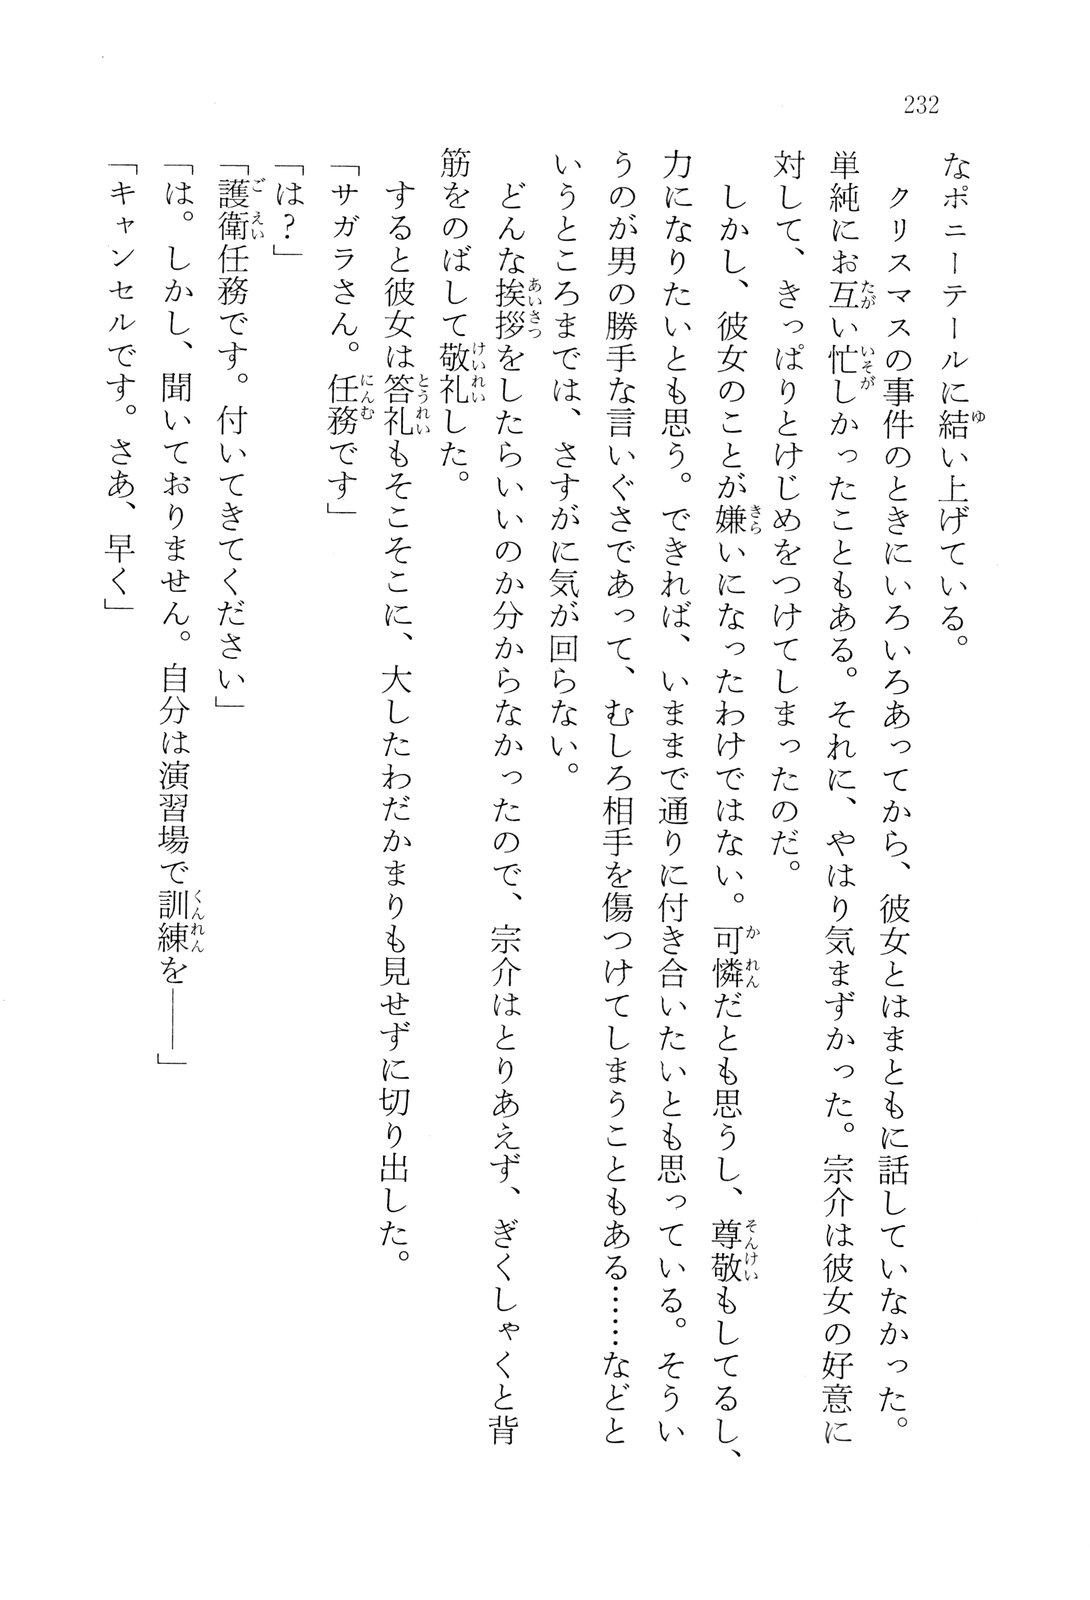 232
なポニーテールに結い上げている。
クリスマスの事件のときにいろいろあってから、彼女とはまともに話していなかった。
単純にお互い忙しかったこともある。それに、やはり気まずかった。宗介は彼女の好意に
対して、きっぱりとけじめをつけてしまったのだ。
しかし、彼女のことが嫌いになったわけではない。可憐だとも思うし、尊敬もしてるし、
力になりたいとも思う。できれば、いままで通りに付き合いたいとも思っている。そうい
うのが男の勝手な言いぐさであって、むしろ相手を傷つけてしまうこともある……などと
いうところまでは、さすがに気が回らない。
どんな挨拶をしたらいいのか分からなかったので、宗介はとりあえず、ぎくしゃくと背
筋をのばして敬礼した。
すると彼女は答礼もそこそこに、大したわだかまりも見せずに切り出した。
「サガラさん。任務です」
「は?」
「護衛任務です。付いてきてください」
「は。しかし、聞いておりません。自分は演習場で訓練を――」
「キャンセルです。さあ、早く」